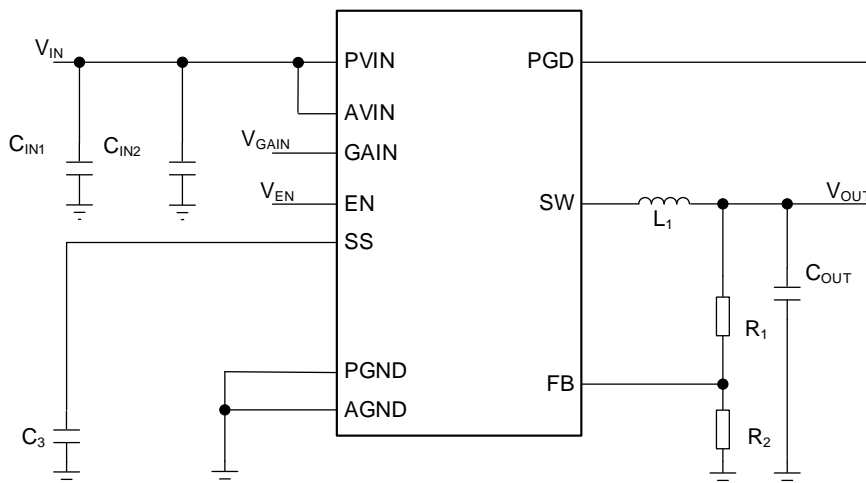 V_IN
PVIN
PGD
AVIN
C_IN1
C_IN2
V_GAIN
GAIN
V_EN
EN
SW
V_OUT
L_1
SS
C_OUT
R_1
PGND
FB
AGND
C_3
R_2